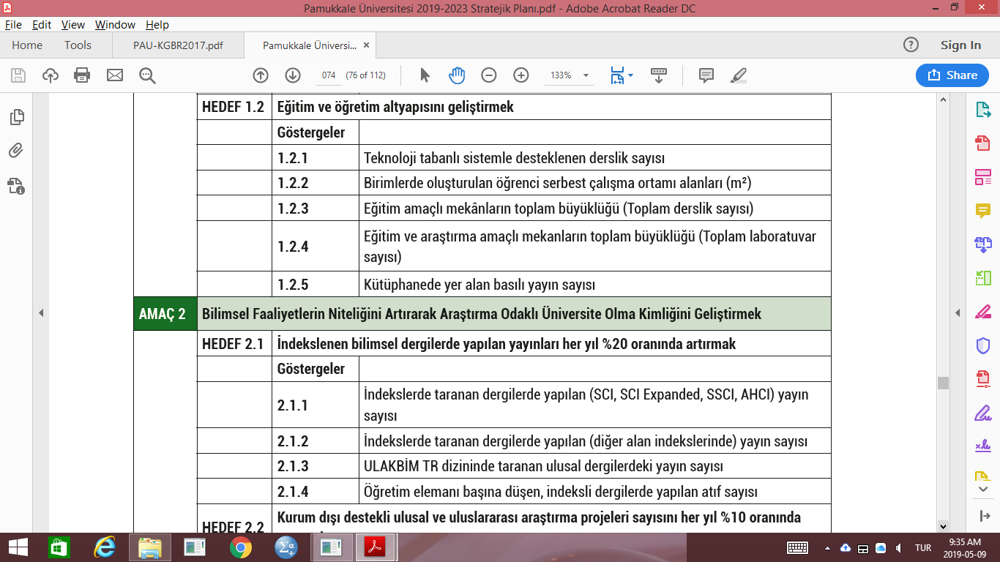 Pamukkale Üniversitesi 2019-2023 Stratejik Planı.pdf - Adobe Acrobat Reader DC
File Edit View Window Help
Home Tools PAU-KGBR2017.pdf Pamukkale Üniversi... Sign In
074 (76 of 112) 133% Share
HEDEF 1.2 Eğitim ve öğretim altyapısını geliştirmek
Göstergeler
1.2.1 Teknoloji tabanlı sistemle desteklenen derslik sayısı
1.2.2 Birimlerde oluşturulan öğrenci serbest çalışma ortamı alanları (m²)
1.2.3 Eğitim amaçlı mekânların toplam büyüklüğü (Toplam derslik sayısı)
1.2.4 Eğitim ve araştırma amaçlı mekanların toplam büyüklüğü (Toplam laboratuvar
sayısı)
1.2.5 Kütüphanede yer alan basılı yayın sayısı
AMAÇ 2 Bilimsel Faaliyetlerin Niteliğini Artırarak Araştırma Odaklı Üniversite Olma Kimliğini Geliştirmek
HEDEF 2.1 İndekslenen bilimsel dergilerde yapılan yayınları her yıl %20 oranında artırmak
Göstergeler
2.1.1 İndekslerde taranan dergilerde yapılan (SCI, SCI Expanded, SSCI, AHCI) yayın
sayısı
2.1.2 İndekslerde taranan dergilerde yapılan (diğer alan indekslerinde) yayın sayısı
2.1.3 ULAKBİM TR dizininde taranan ulusal dergilerdeki yayın sayısı
2.1.4 Öğretim elemanı başına düşen, indeksli dergilerde yapılan atıf sayısı
HEDEF 2.2 Kurum dışı destekli ulusal ve uluslararası araştırma projeleri sayısını her yıl %10 oranında
TUR 9:35 AM
2019-05-09